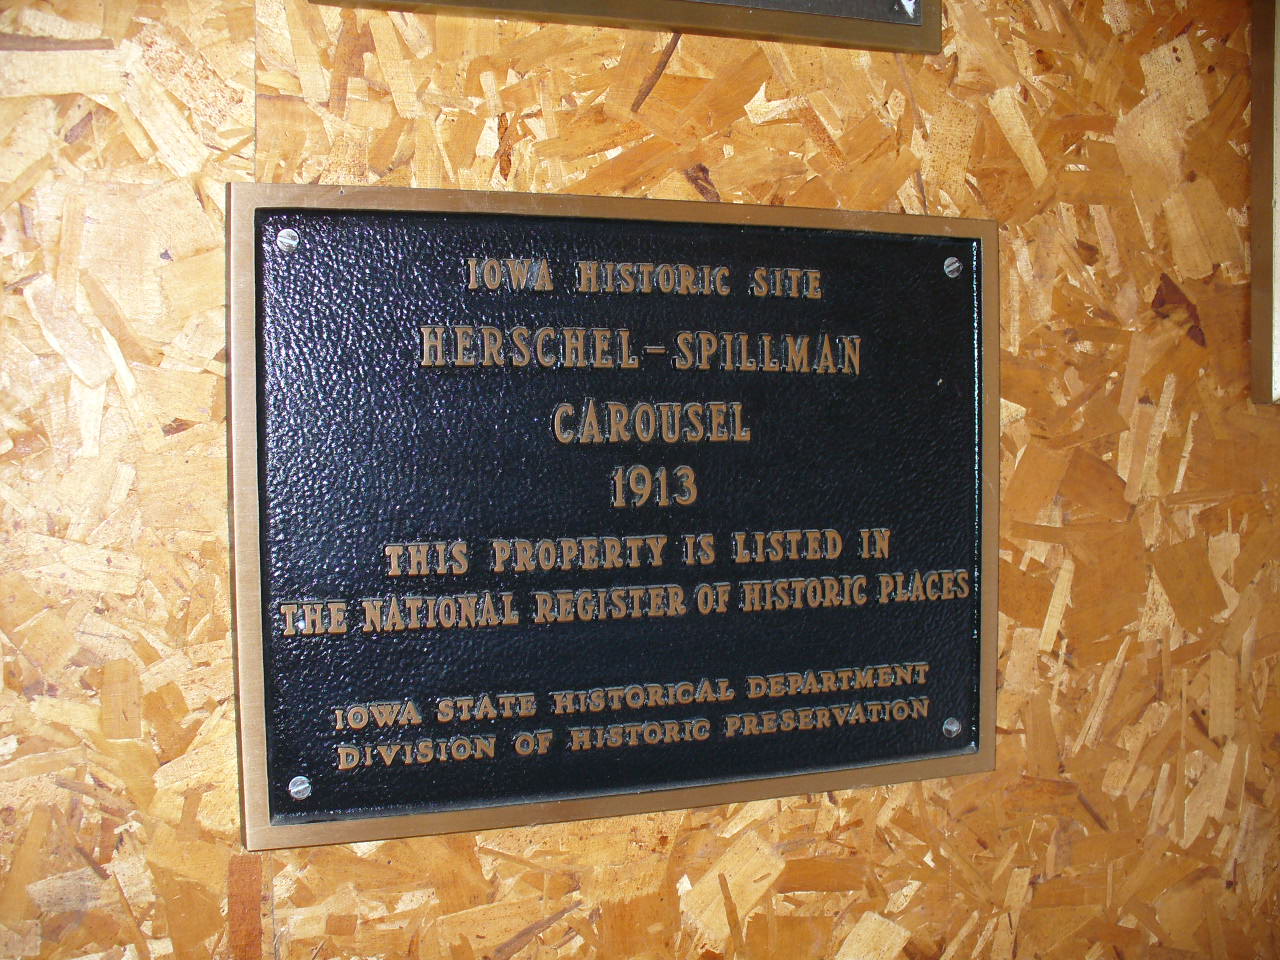 IOWA HISTORIC SITE
HERSCHEL-SPILLMAN
CAROUSEL
1913
THIS PROPERTY IS LISTED IN
THE NATIONAL REGISTER OF HISTORIC PLACES
IOWA STATE HISTORICAL DEPARTMENT
DIVISION OF HISTORIC PRESERVATION